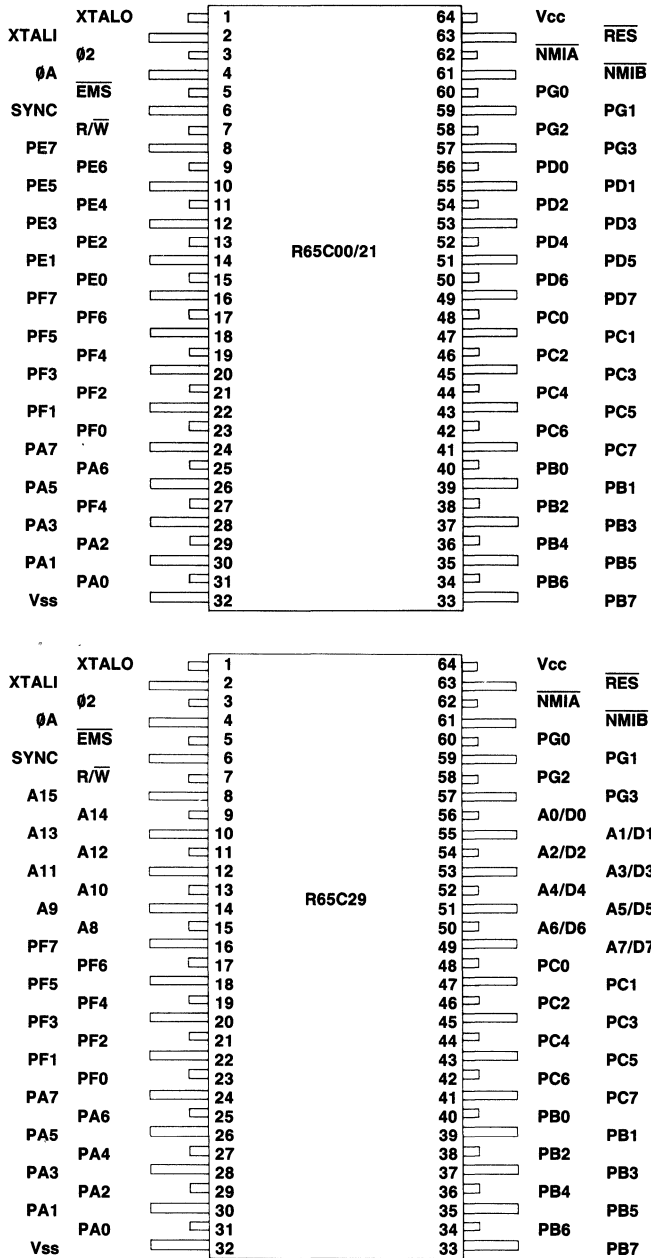 XTALO 1 64 Vcc
XTALI 2 63 RES
Ø2 3 62 NMIA
ØA 4 61 NMIB
EMS 5 60 PG0
SYNC 6 59 PG1
R/W 7 58 PG2
PE7 8 57 PG3
PE6 9 56 PD0
PE5 10 55 PD1
PE4 11 54 PD2
PE3 12 53 PD3
PE2 13 52 PD4
R65C00/21
PE1 14 51 PD5
PE0 15 50 PD6
PF7 16 49 PD7
PF6 17 48 PC0
PF5 18 47 PC1
PF4 19 46 PC2
PF3 20 45 PC3
PF2 21 44 PC4
PF1 22 43 PC5
PF0 23 42 PC6
PA7 24 41 PC7
PA6 25 40 PB0
PA5 26 39 PB1
PF4 27 38 PB2
PA3 28 37 PB3
PA2 29 36 PB4
PA1 30 35 PB5
PA0 31 34 PB6
Vss 32 33 PB7
XTALO 1 64 Vcc
XTALI 2 63 RES
Ø2 3 62 NMIA
ØA 4 61 NMIB
EMS 5 60 PG0
SYNC 6 59 PG1
R/W 7 58 PG2
A15 8 57 PG3
A14 9 56 A0/D0
A13 10 55 A1/D1
A12 11 54 A2/D2
A11 12 53 A3/D3
A10 13 52 A4/D4
R65C29
A9 14 51 A5/D5
A8 15 50 A6/D6
PF7 16 49 A7/D7
PF6 17 48 PC0
PF5 18 47 PC1
PF4 19 46 PC2
PF3 20 45 PC3
PF2 21 44 PC4
PF1 22 43 PC5
PF0 23 42 PC6
PA7 24 41 PC7
PA6 25 40 PB0
PA5 26 39 PB1
PA4 27 38 PB2
PA3 28 37 PB3
PA2 29 36 PB4
PA1 30 35 PB5
PA0 31 34 PB6
Vss 32 33 PB7